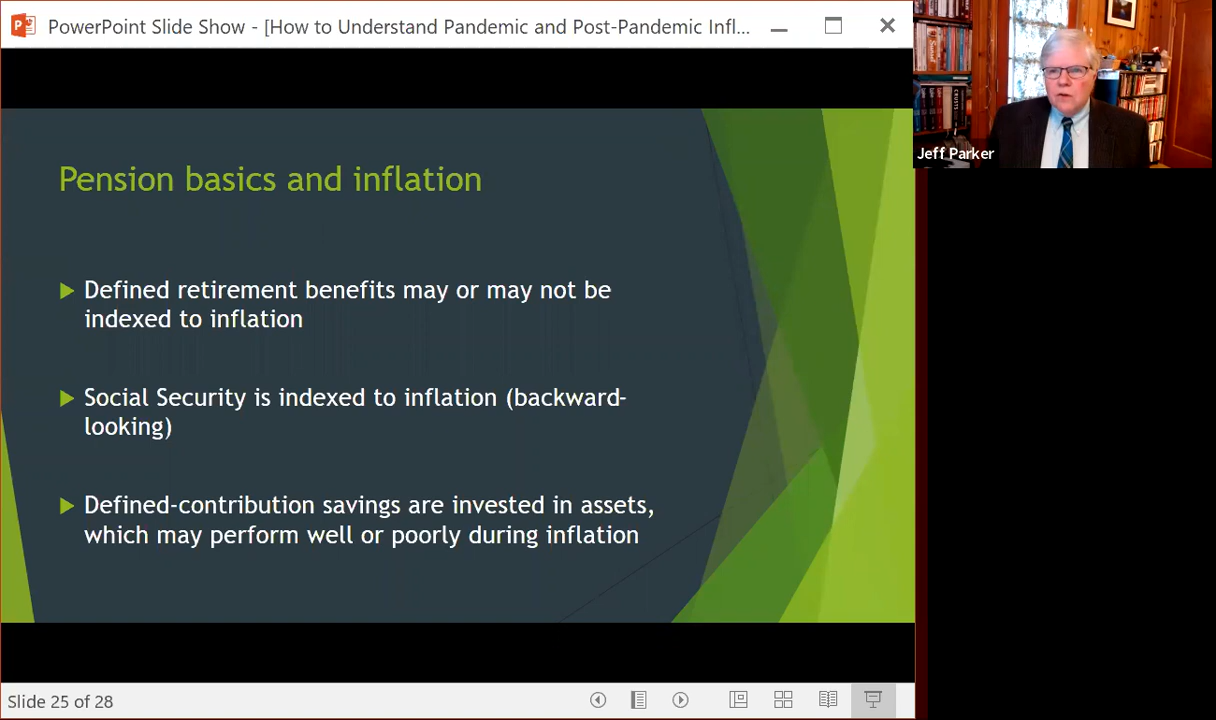 PowerPoint Slide Show - [How to Understand Pandemic and Post-Pandemic Infl...
Jeff Parker
Pension basics and inflation
Defined retirement benefits may or may not be
indexed to inflation
Social Security is indexed to inflation (backward-
looking)
Defined-contribution savings are invested in assets,
which may perform well or poorly during inflation
Slide 25 of 28